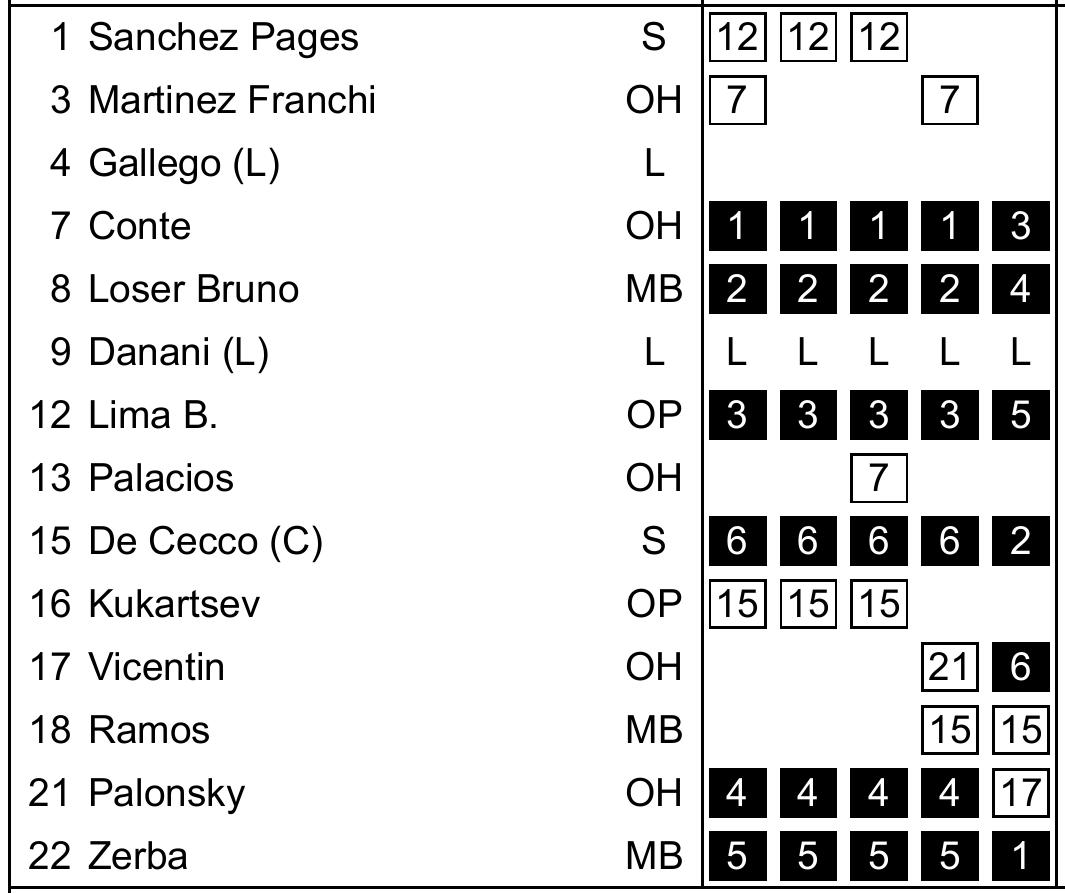 1 Sanchez Pages S 12 12 12
3 Martinez Franchi OH 7 7
4 Gallego (L) L
7 Conte OH 1 1 1 1 3
8 Loser Bruno MB 2 2 2 2 4
9 Danani (L) L L L L L L
12 Lima B. OP 3 3 3 3 5
13 Palacios OH 7
15 De Cecco (C) S 6 6 6 6 2
16 Kukartsev OP 15 15 15
17 Vicentin OH 21 6
18 Ramos MB 15 15
21 Palonsky OH 4 4 4 4 17
22 Zerba MB 5 5 5 5 1